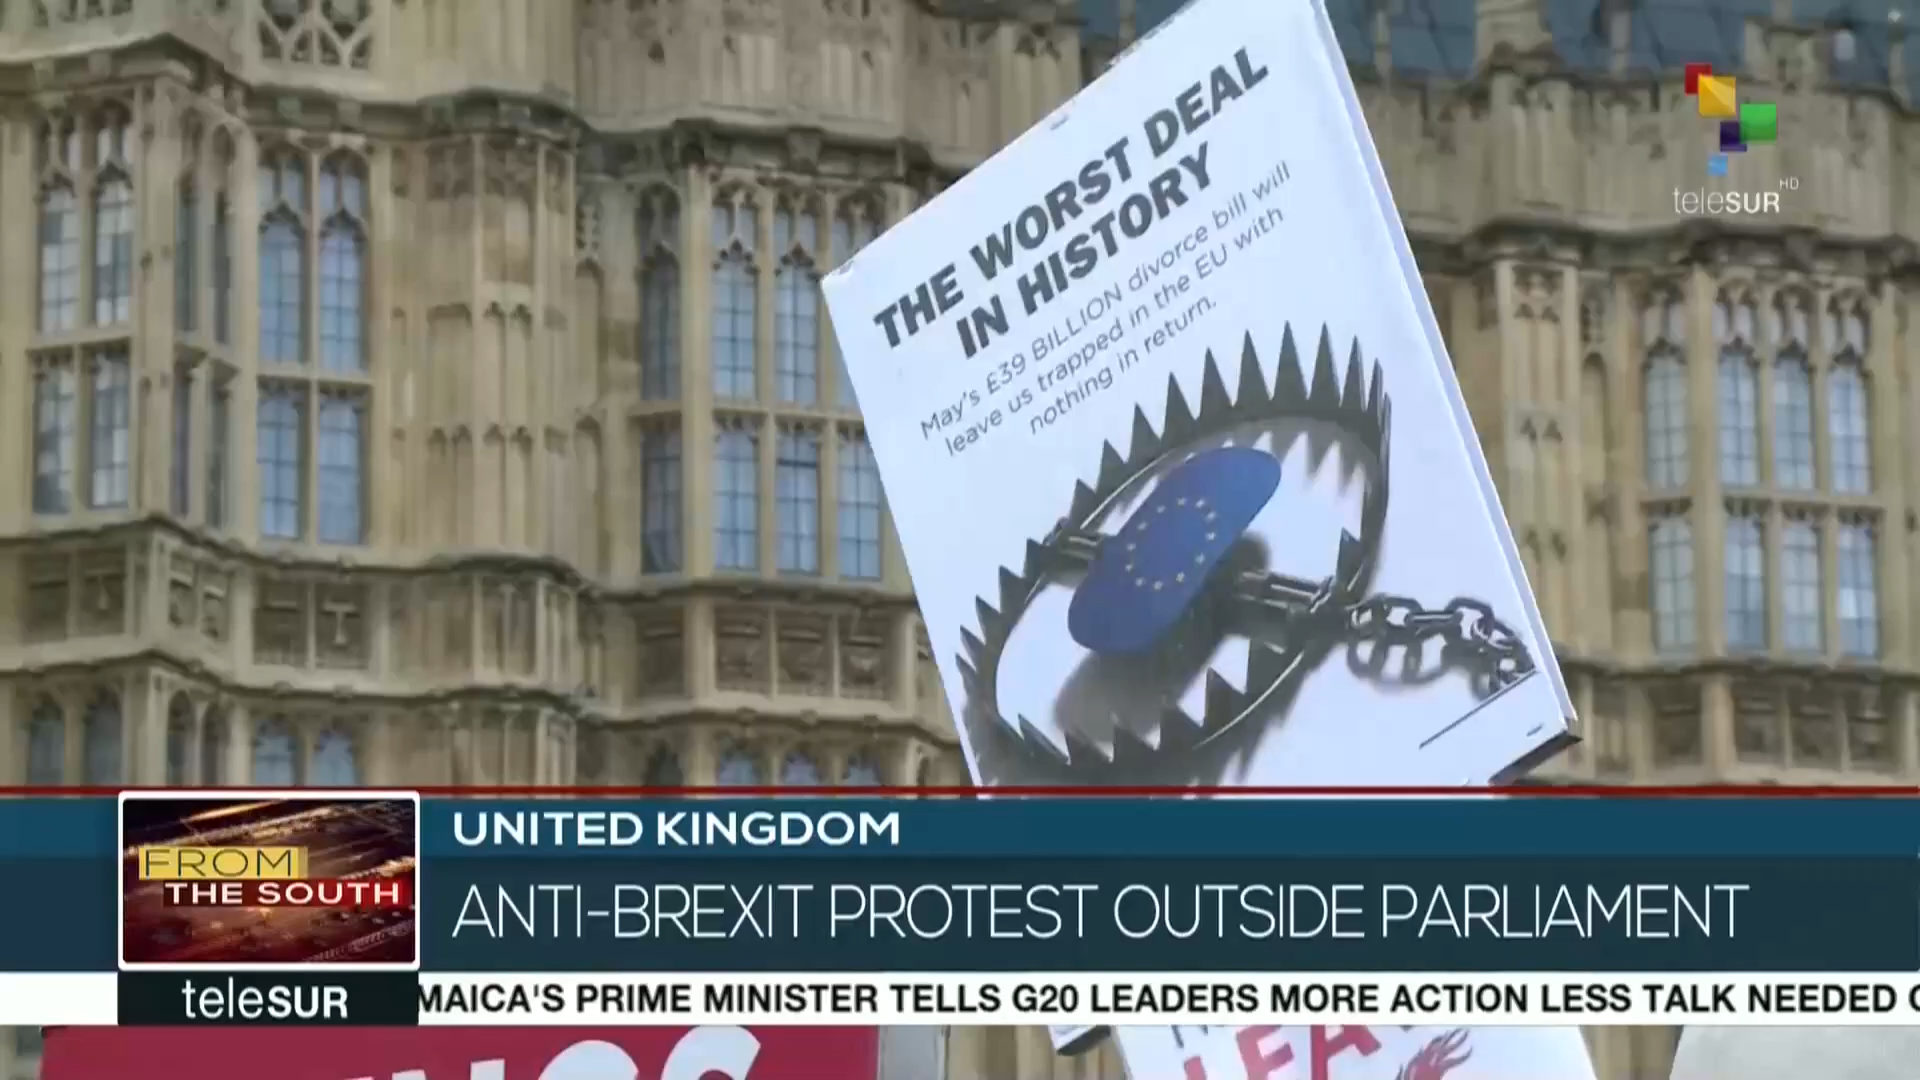 THE WORST DEAL
IN HISTORY
May's £39 BILLION divorce bill will
leave us trapped in the EU with
nothing in return.
teleSUR HD
UNITED KINGDOM
FROM
THE SOUTH
ANTI-BREXIT PROTEST OUTSIDE PARLIAMENT
teleSUR
MAICA'S PRIME MINISTER TELLS G20 LEADERS MORE ACTION LESS TALK NEEDED